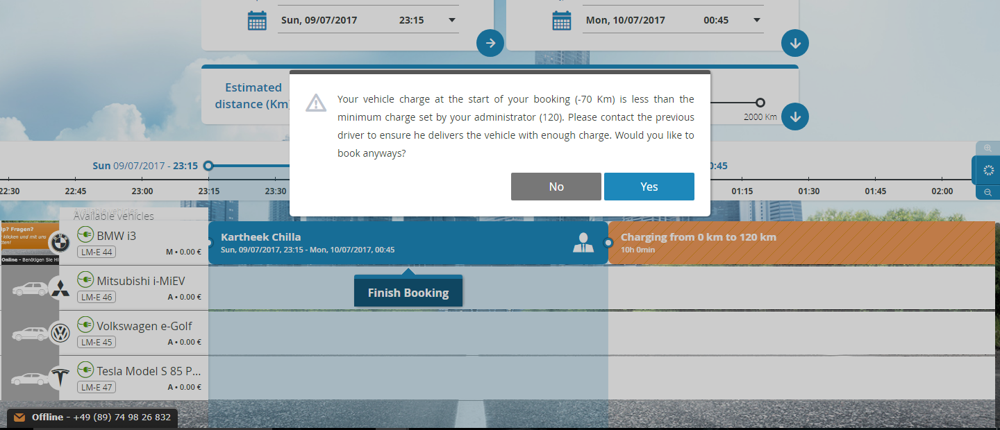 Sun, 09/07/2017 23:15
Mon, 10/07/2017 00:45
Estimated
distance (Km)
2000 Km
Your vehicle charge at the start of your booking (-70 Km) is less than the
minimum charge set by your administrator (120). Please contact the previous
driver to ensure he delivers the vehicle with enough charge. Would you like to
book anyways?
No
Yes
Sun 09/07/2017 - 23:15
0:45
22:30 22:45 23:00 23:15 23:30 01:15 01:30 01:45 02:00
Available vehicles
Available vehicles
p? Fragen?
klicken und mit uns
ten!
Online - Benötigen Sie Hi
BMW i3
LM-E 44
M • 0.00 €
Kartheek Chilla
Sun, 09/07/2017, 23:15 - Mon, 10/07/2017, 00:45
Charging from 0 km to 120 km
10h 0min
Mitsubishi i-MiEV
LM-E 46
A • 0.00 €
Finish Booking
Volkswagen e-Golf
LM-E 45
A • 0.00 €
Tesla Model S 85 P...
LM-E 47
A • 0.00 €
Offline - +49 (89) 74 98 26 832